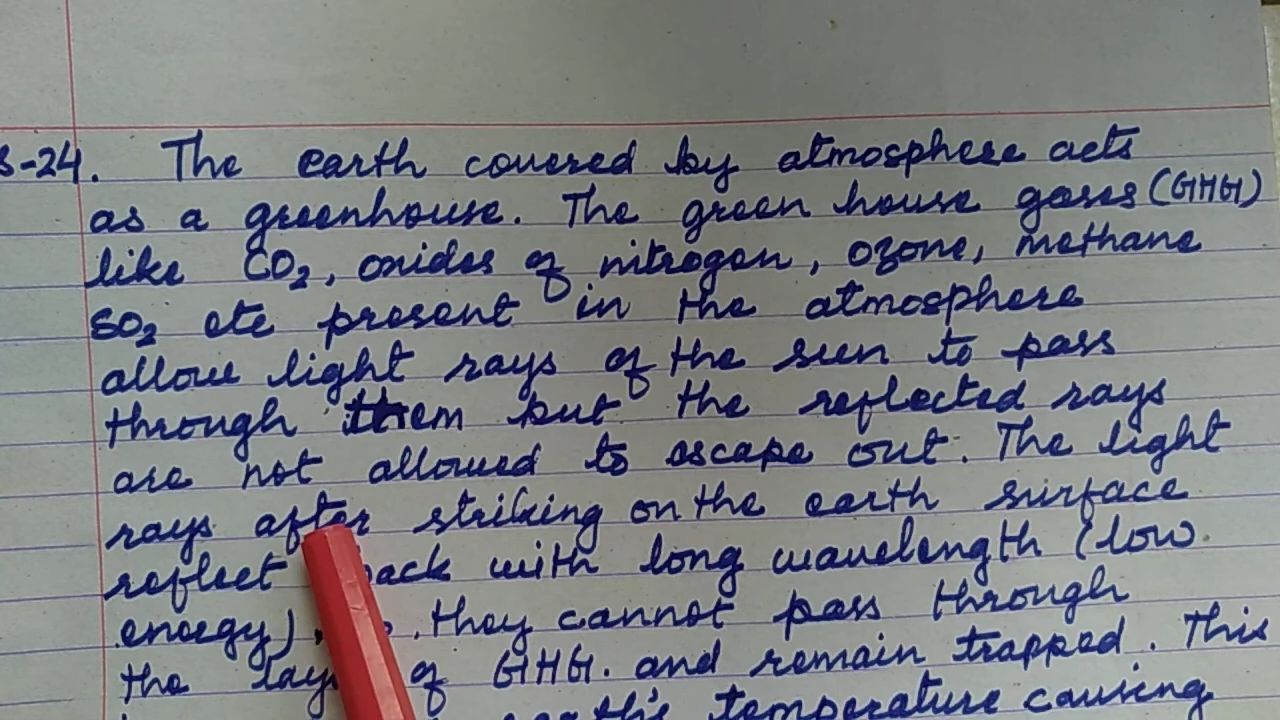 -24. The earth covered by atmosphere acts
as a greenhouse. The green house gases (GHG)
like CO₂, oxides of nitrogen, ozone, methane
SO₂ etc present in the atmosphere
allow light rays of the sun to pass
through them but the reflected rays
are not allowed to escape out. The light
rays after striking on the earth surface
reflect back with long wavelength (low
energy). they cannot pass through
the of GHG. and remain trapped. This
temperature causing